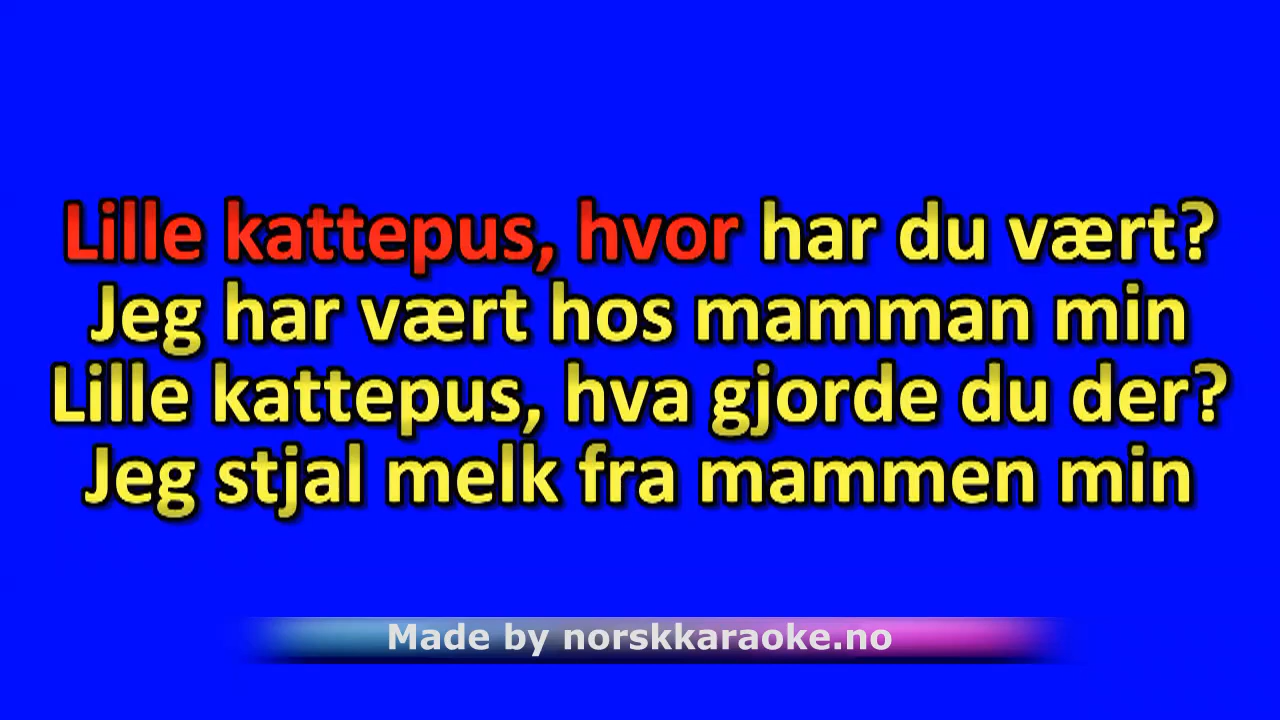 Lille kattepus, hvor har du vært?
Jeg har vært hos mamman min
Lille kattepus, hva gjorde du der?
Jeg stjal melk fra mammen min
Made by norskkaraoke.no